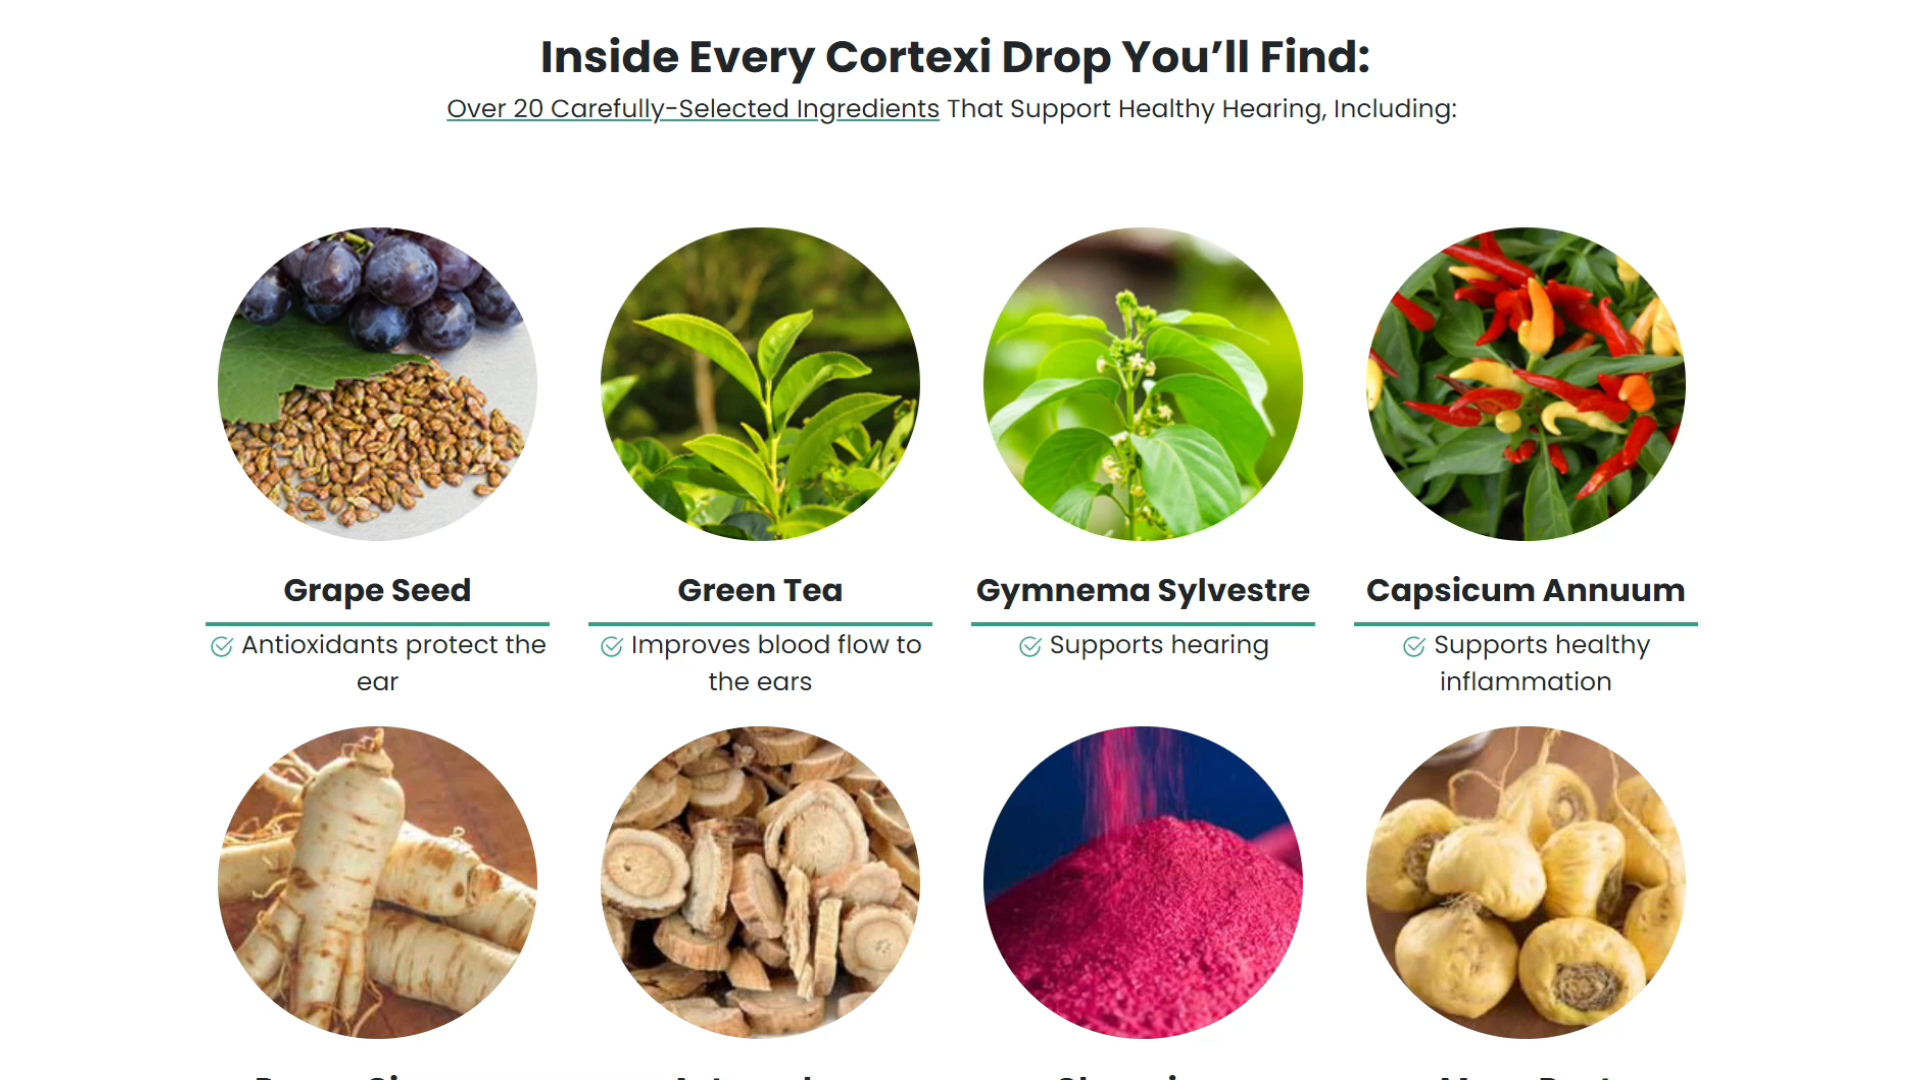 Inside Every Cortexi Drop You’ll Find:
Over 20 Carefully-Selected Ingredients That Support Healthy Hearing, Including:
Grape Seed
Green Tea
Gymnema Sylvestre
Capsicum Annuum
Antioxidants protect the
ear
Improves blood flow to
the ears
Supports hearing
Supports healthy
inflammation